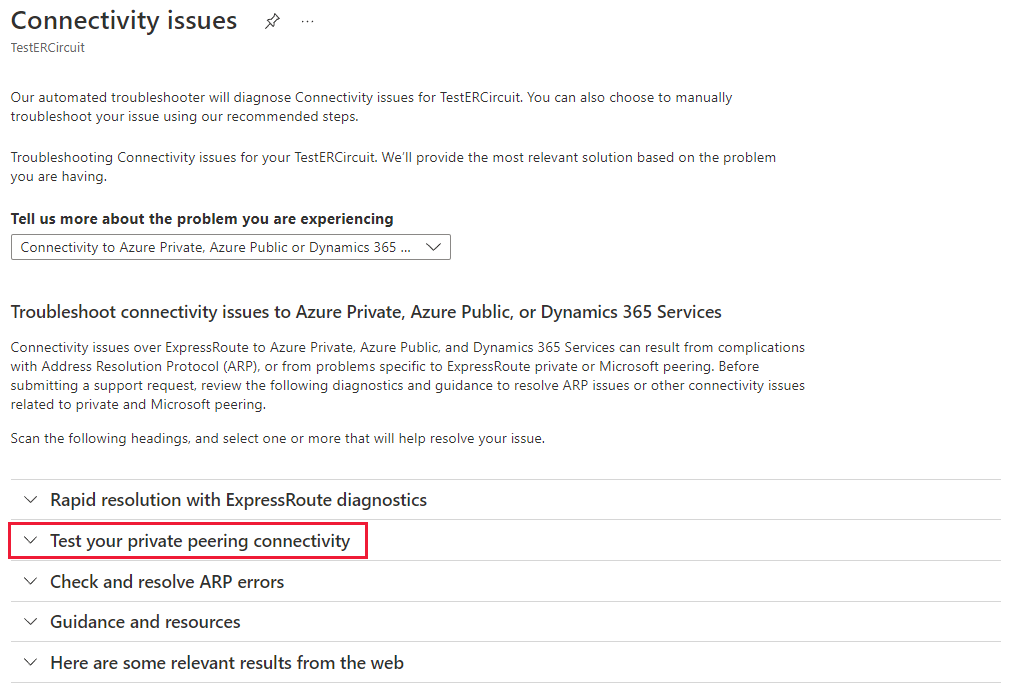 Connectivity issues
TestERCircuit
Our automated troubleshooter will diagnose Connectivity issues for TestERCircuit. You can also choose to manually
troubleshoot your issue using our recommended steps.
Troubleshooting Connectivity issues for your TestERCircuit. We'll provide the most relevant solution based on the problem
you are having.
Tell us more about the problem you are experiencing
Connectivity to Azure Private, Azure Public or Dynamics 365 ...
Troubleshoot connectivity issues to Azure Private, Azure Public, or Dynamics 365 Services
Connectivity issues over ExpressRoute to Azure Private, Azure Public, and Dynamics 365 Services can result from complications
with Address Resolution Protocol (ARP), or from problems specific to ExpressRoute private or Microsoft peering. Before
submitting a support request, review the following diagnostics and guidance to resolve ARP issues or other connectivity issues
related to private and Microsoft peering.
Scan the following headings, and select one or more that will help resolve your issue.
Rapid resolution with ExpressRoute diagnostics
Test your private peering connectivity
Check and resolve ARP errors
Guidance and resources
Here are some relevant results from the web